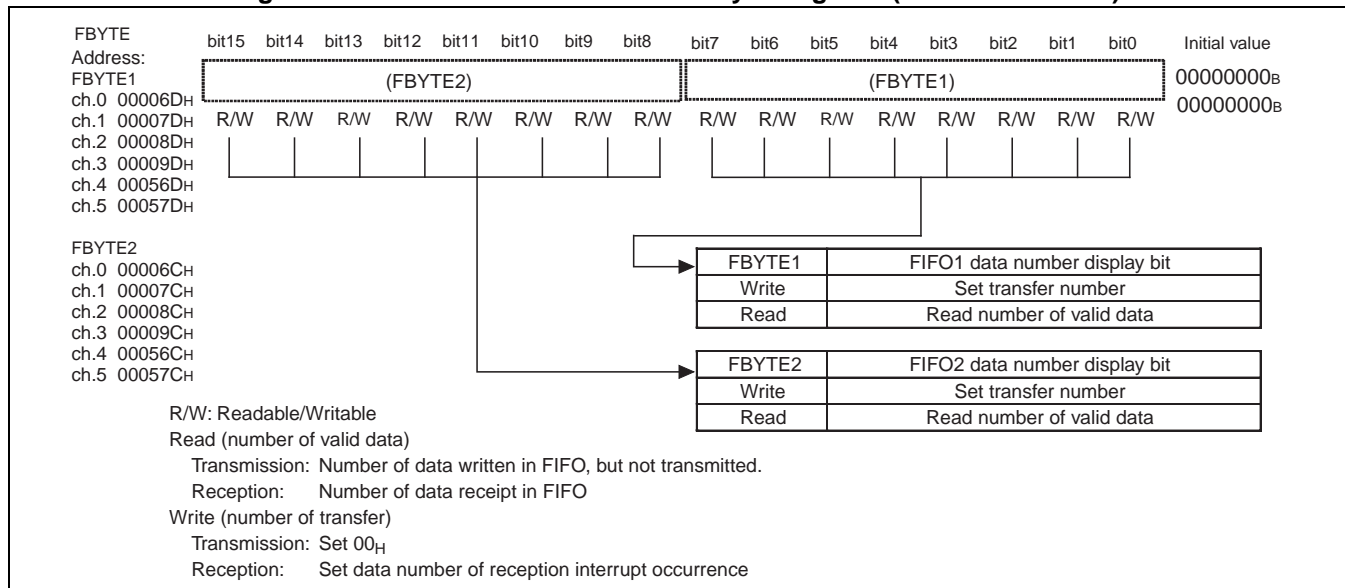 FBYTE bit15 bit14 bit13 bit12 bit11 bit10 bit9 bit8 bit7 bit6 bit5 bit4 bit3 bit2 bit1 bit0 Initial value
Address:
FBYTE1 (FBYTE2) (FBYTE1) 00000000B
ch.0 00006DH 00000000B
ch.1 00007DH R/W R/W R/W R/W R/W R/W R/W R/W R/W R/W R/W R/W R/W R/W R/W R/W
ch.2 00008DH
ch.3 00009DH
ch.4 00056DH
ch.5 00057DH
FBYTE2
ch.0 00006CH
ch.1 00007CH
ch.2 00008CH
ch.3 00009CH
ch.4 00056CH
ch.5 00057CH
FBYTE1 FIFO1 data number display bit
Write Set transfer number
Read Read number of valid data
FBYTE2 FIFO2 data number display bit
Write Set transfer number
Read Read number of valid data
R/W: Readable/Writable
Read (number of valid data)
Transmission: Number of data written in FIFO, but not transmitted.
Reception: Number of data receipt in FIFO
Write (number of transfer)
Transmission: Set 00H
Reception: Set data number of reception interrupt occurrence